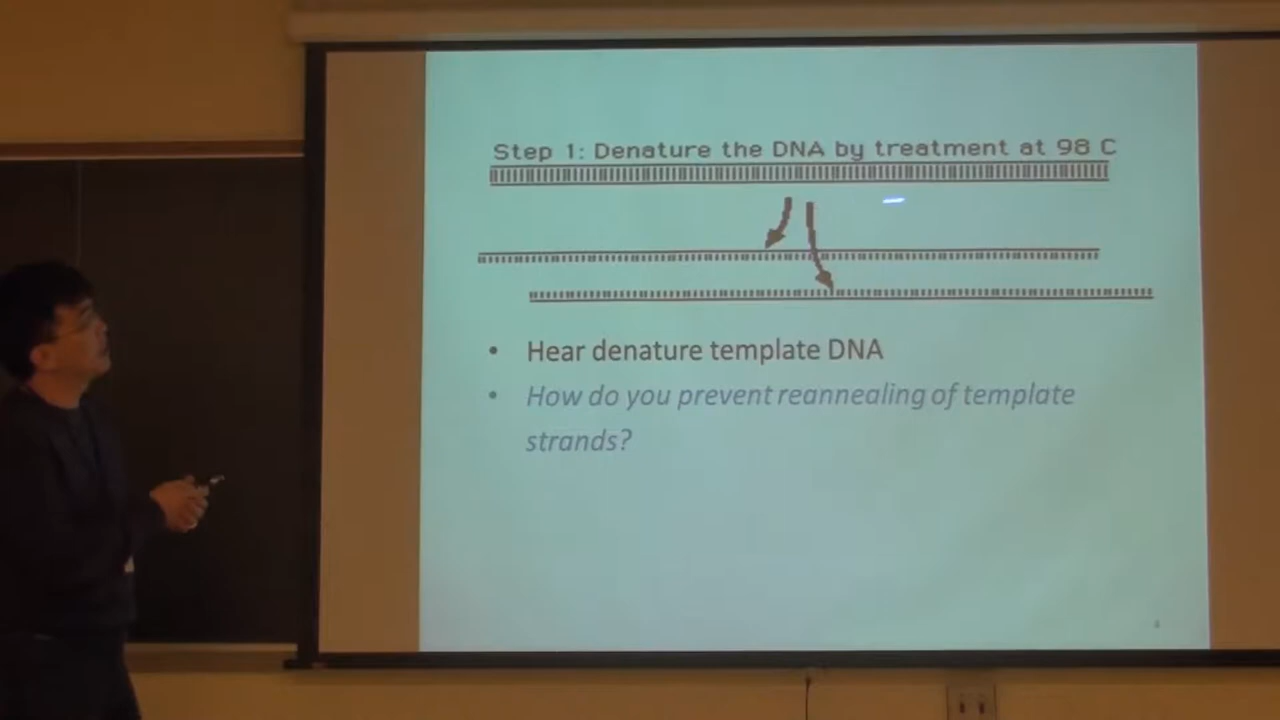 Step 1: Denature the DNA by treatment at 98 C
• Hear denature template DNA
• How do you prevent reannealing of template
strands?